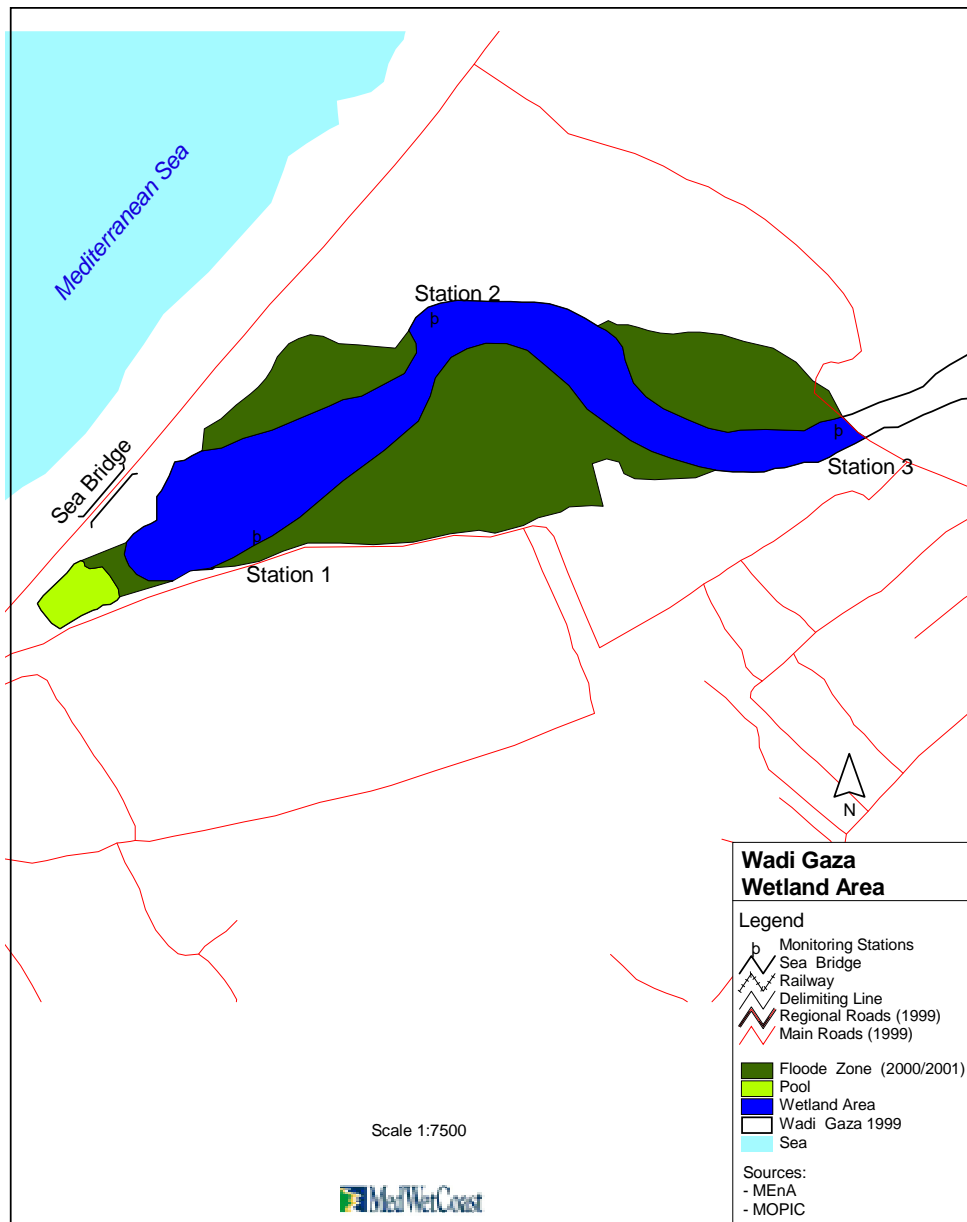 Mediterranean Sea
Station 2
Sea Bridge
Station 3
Station 1
N
Wadi Gaza
Wetland Area
Legend
þ Monitoring Stations
Sea Bridge
Railway
Delimiting Line
Regional Roads (1999)
Main Roads (1999)
Floode Zone (2000/2001)
Pool
Wetland Area
Wadi Gaza 1999
Sea
Scale 1:7500
Sources:
- MEnA
- MOPIC
MedWetCoast